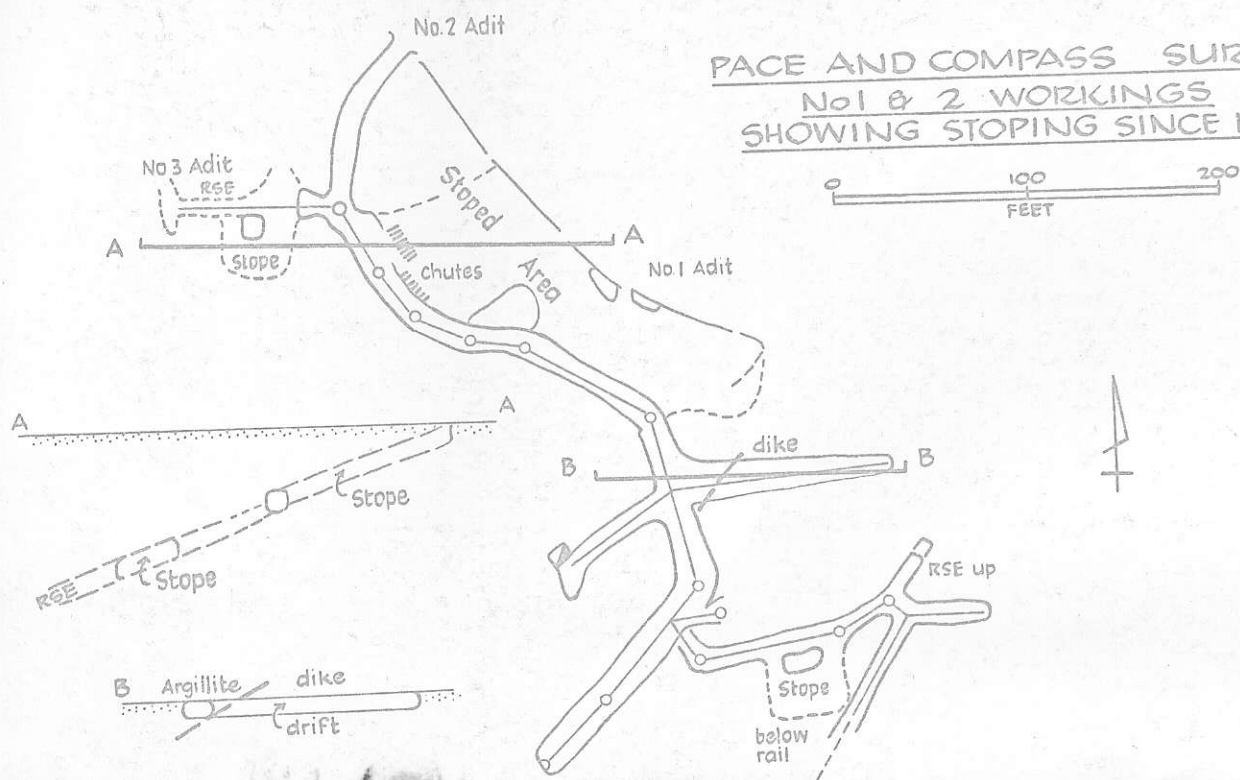 No.2 Adit
PACE AND COMPASS SUR
No1 & 2 WORKINGS
SHOWING STOPING SINCE
0 100 200
FEET
No 3 Adit
RSE
Stoped
Area
A A
Stope
chutes
No.1 Adit
A A
Stope
Stope
RSE
dike
B B
RSE up
Stope
below
rail
B Argillite dike
drift